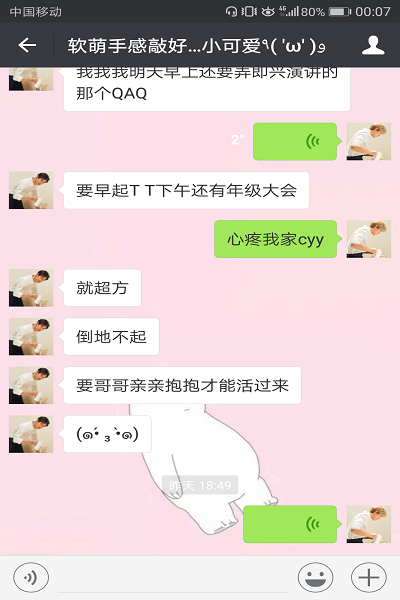 中国移动 46 80% 00:07
软萌手感敲好...小可爱٩( 'ω' )و
我我我明天早上还要弄即兴演讲的
那个QAQ
2"
要早起T T下午还有年级大会
心疼我家cyy
就超方
倒地不起
要哥哥亲亲抱抱才能活过来
(๑•́ ₃ •̀๑)
昨天 18:49